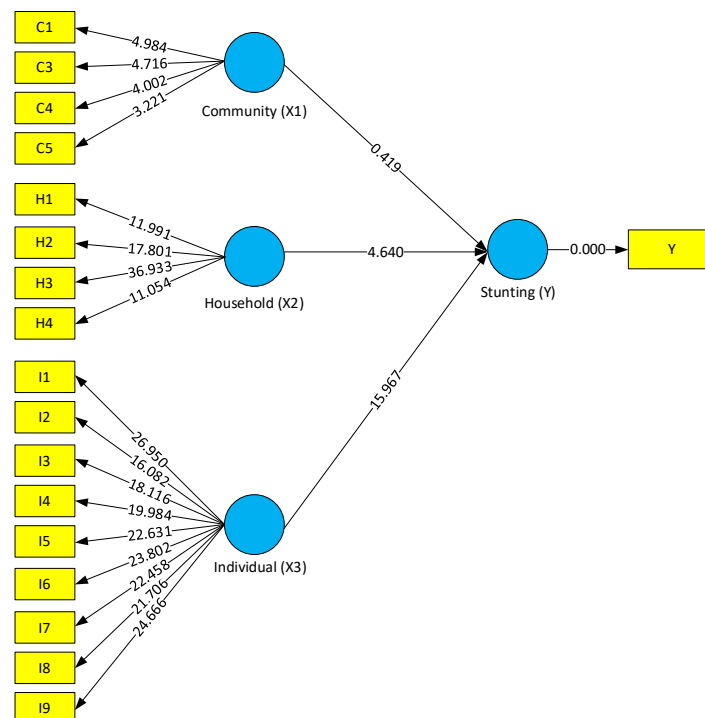 C1
C3
C4
C5
4.984
4.716
4.002
3.221
Community (X1)
0.419
H1
H2
H3
H4
11.991
17.801
36.933
11.054
Household (X2)
4.640
Stunting (Y)
0.000
Y
I1
I2
I3
I4
I5
I6
I7
I8
I9
26.950
16.082
18.116
19.984
22.631
23.802
22.458
21.706
24.666
Individual (X3)
15.967